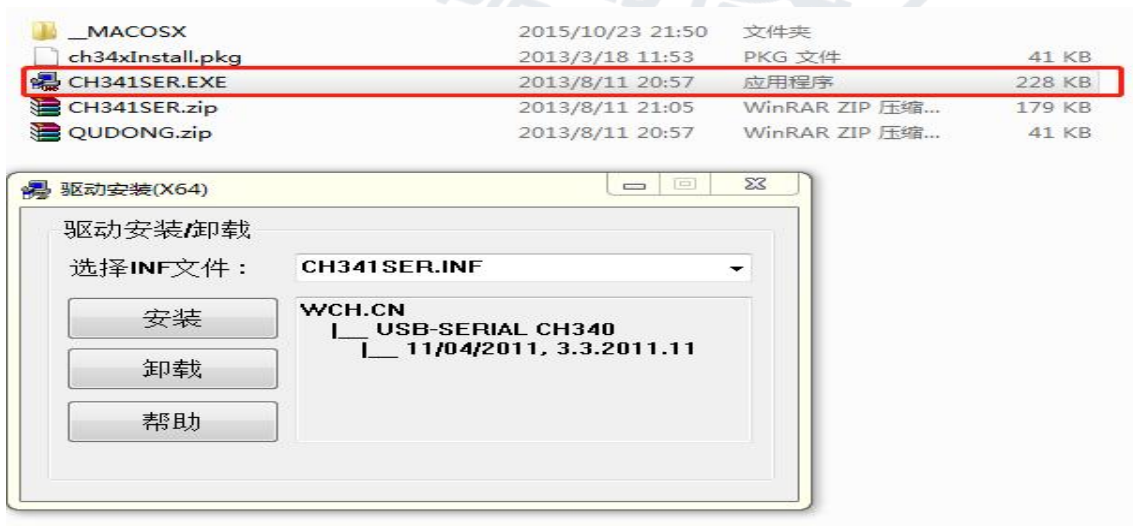 __MACOSX 2015/10/23 21:50 文件夹
ch34xInstall.pkg 2013/3/18 11:53 PKG 文件 41 KB
CH341SER.EXE 2013/8/11 20:57 应用程序 228 KB
CH341SER.zip 2013/8/11 21:05 WinRAR ZIP 压缩... 179 KB
QUDONG.zip 2013/8/11 20:57 WinRAR ZIP 压缩... 41 KB
驱动安装(X64)
驱动安装/卸载
选择INF文件: CH341SER.INF
安装
卸载
帮助
WCH.CN
|__ USB-SERIAL CH340
|__ 11/04/2011, 3.3.2011.11